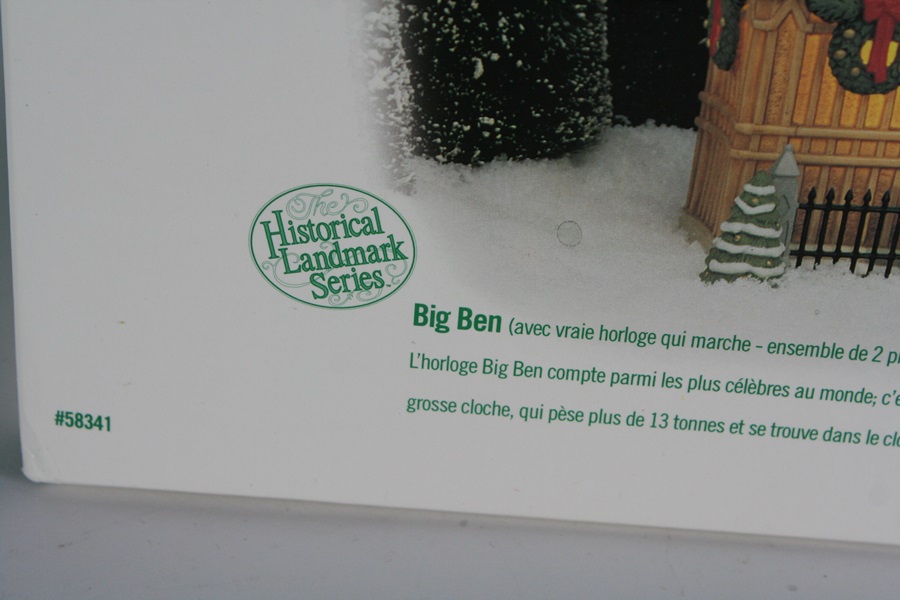 The
Historical
Landmark
Series
Big Ben (avec vraie horloge qui marche - ensemble de 2
L'horloge Big Ben compte parmi les plus célèbres au monde;
grosse cloche, qui pèse plus de 13 tonnes et se trouve dans le
#58341